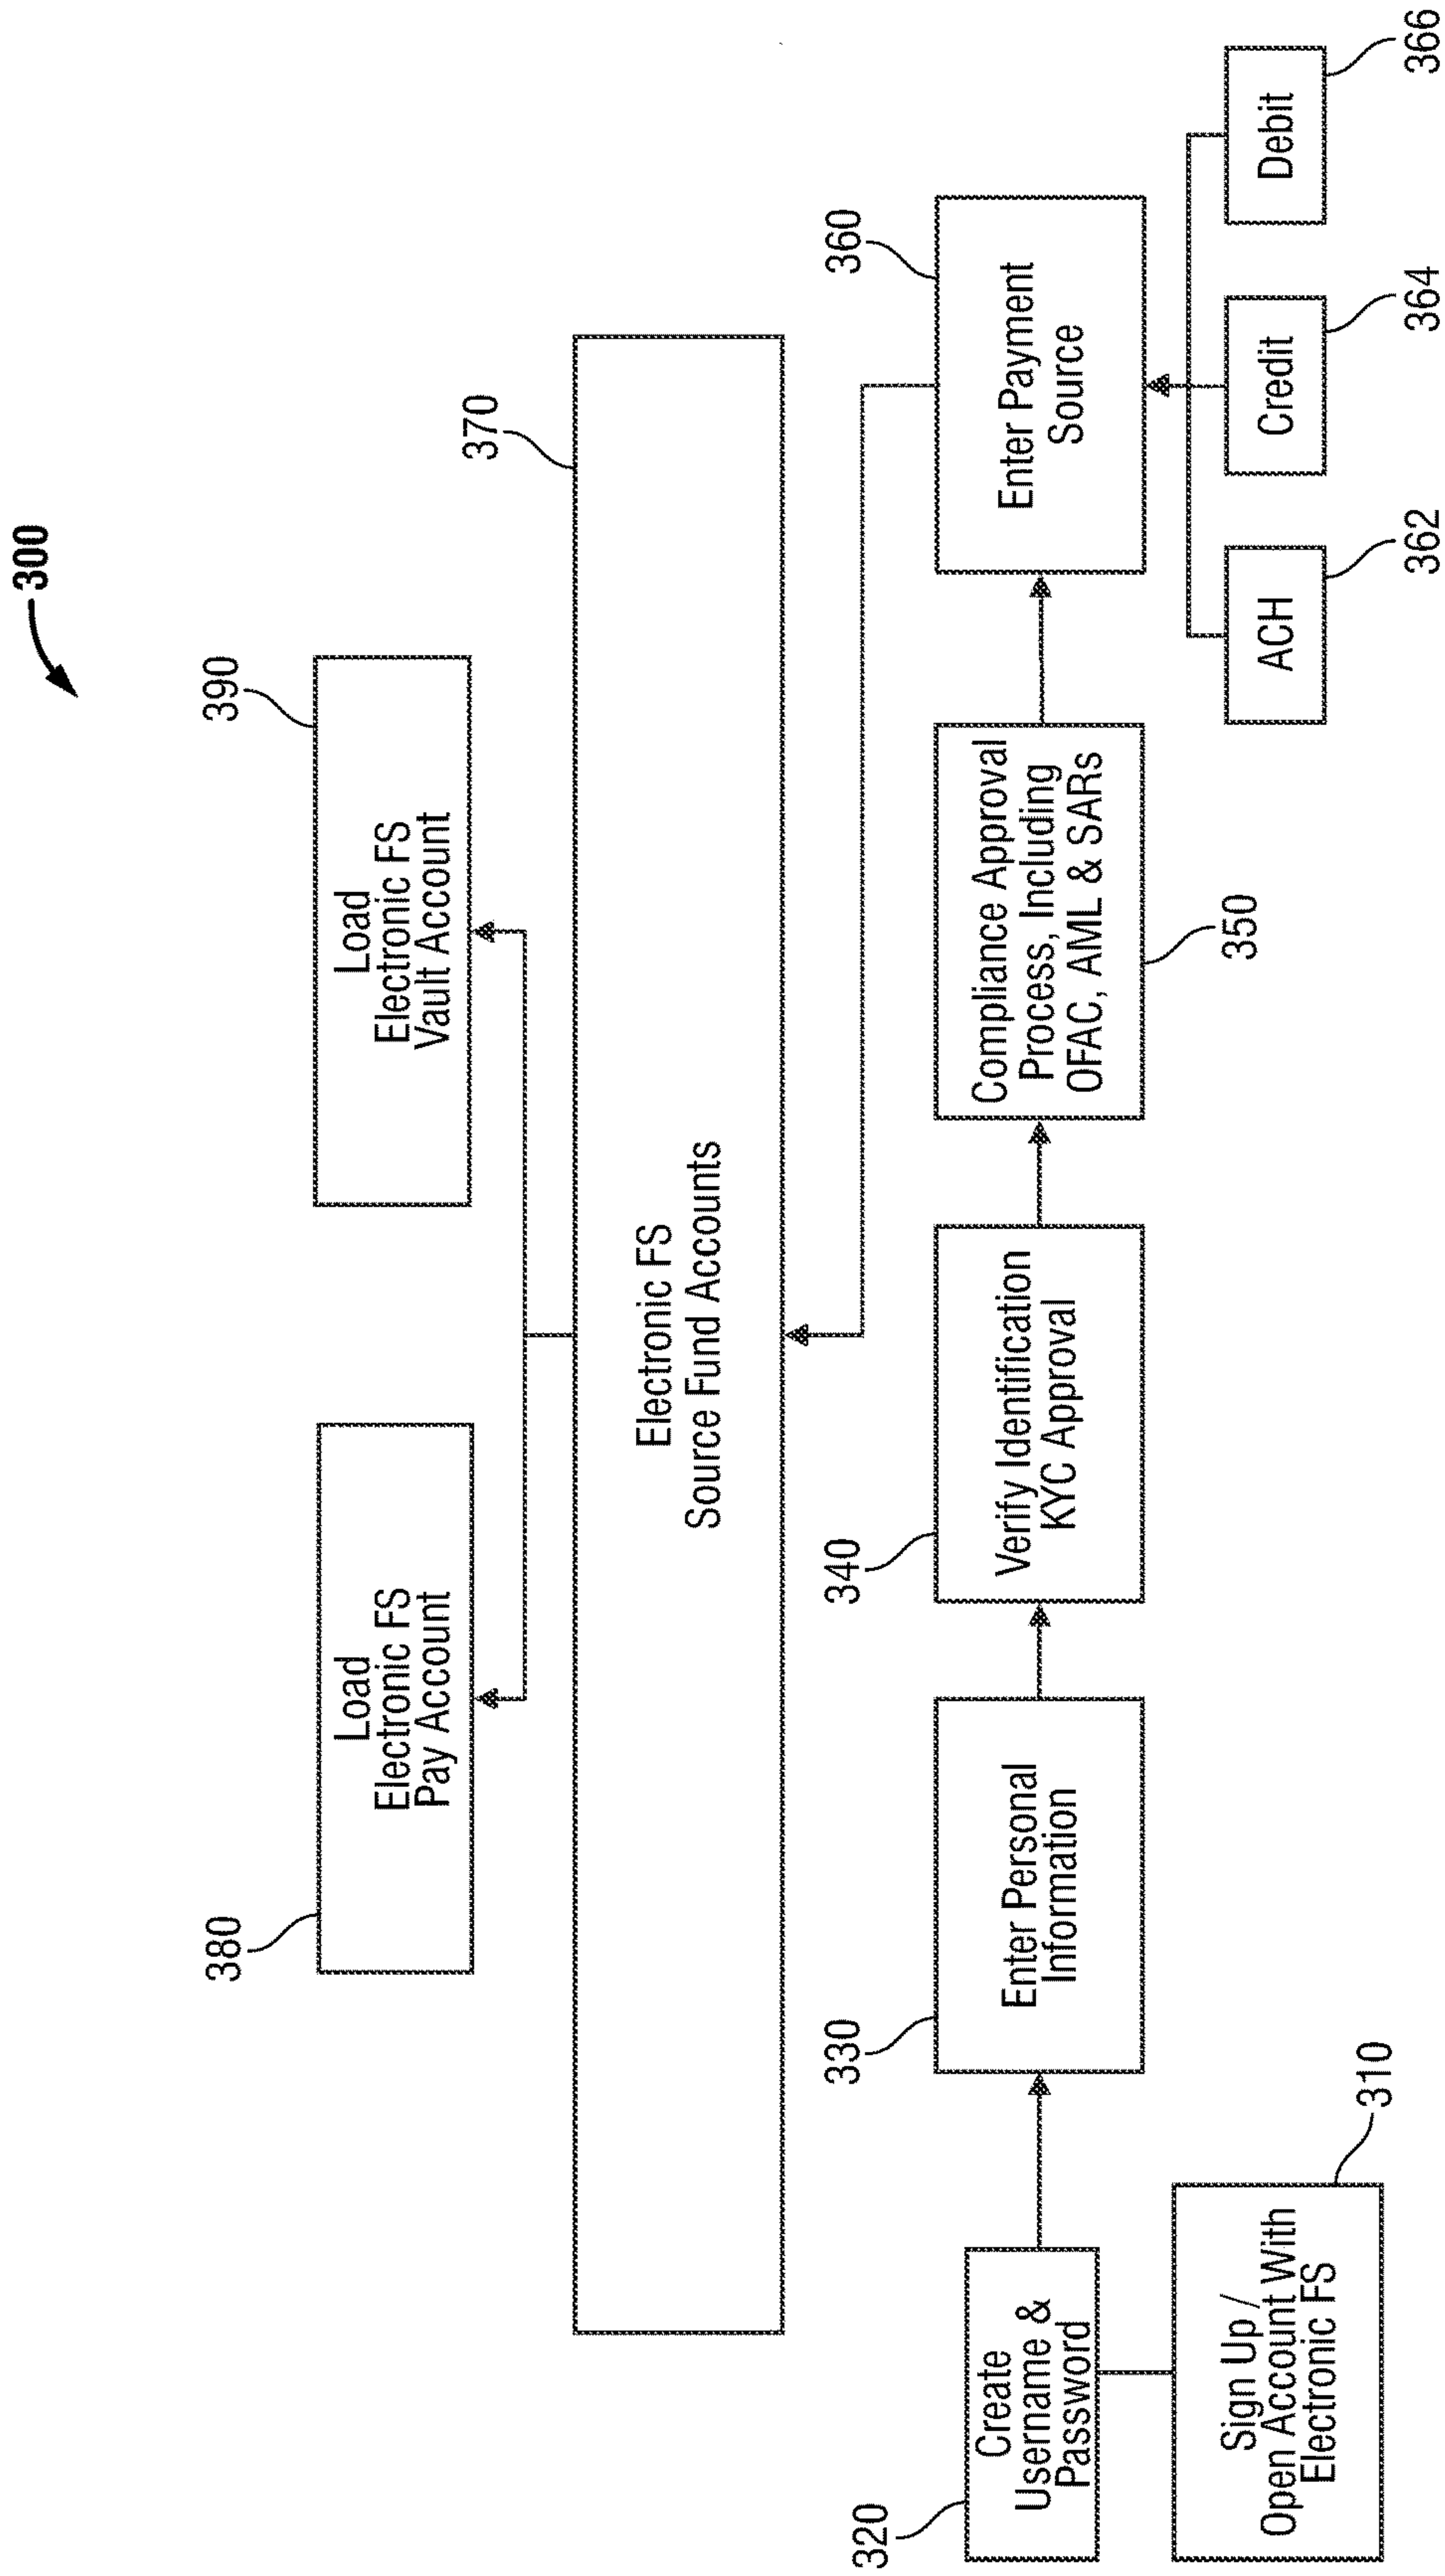 300
380
Load
Electronic FS
Pay Account
390
Load
Electronic FS
Vault Account
370
Electronic FS
Source Fund Accounts
320
Create
Username &
Password
330
Enter Personal
Information
340
Verify Identification
KYC Approval
Compliance Approval
Process, Including
OFAC, AML & SARs
350
360
Enter Payment
Source
Sign Up /
Open Account With
Electronic FS
310
ACH
362
Credit
364
Debit
366